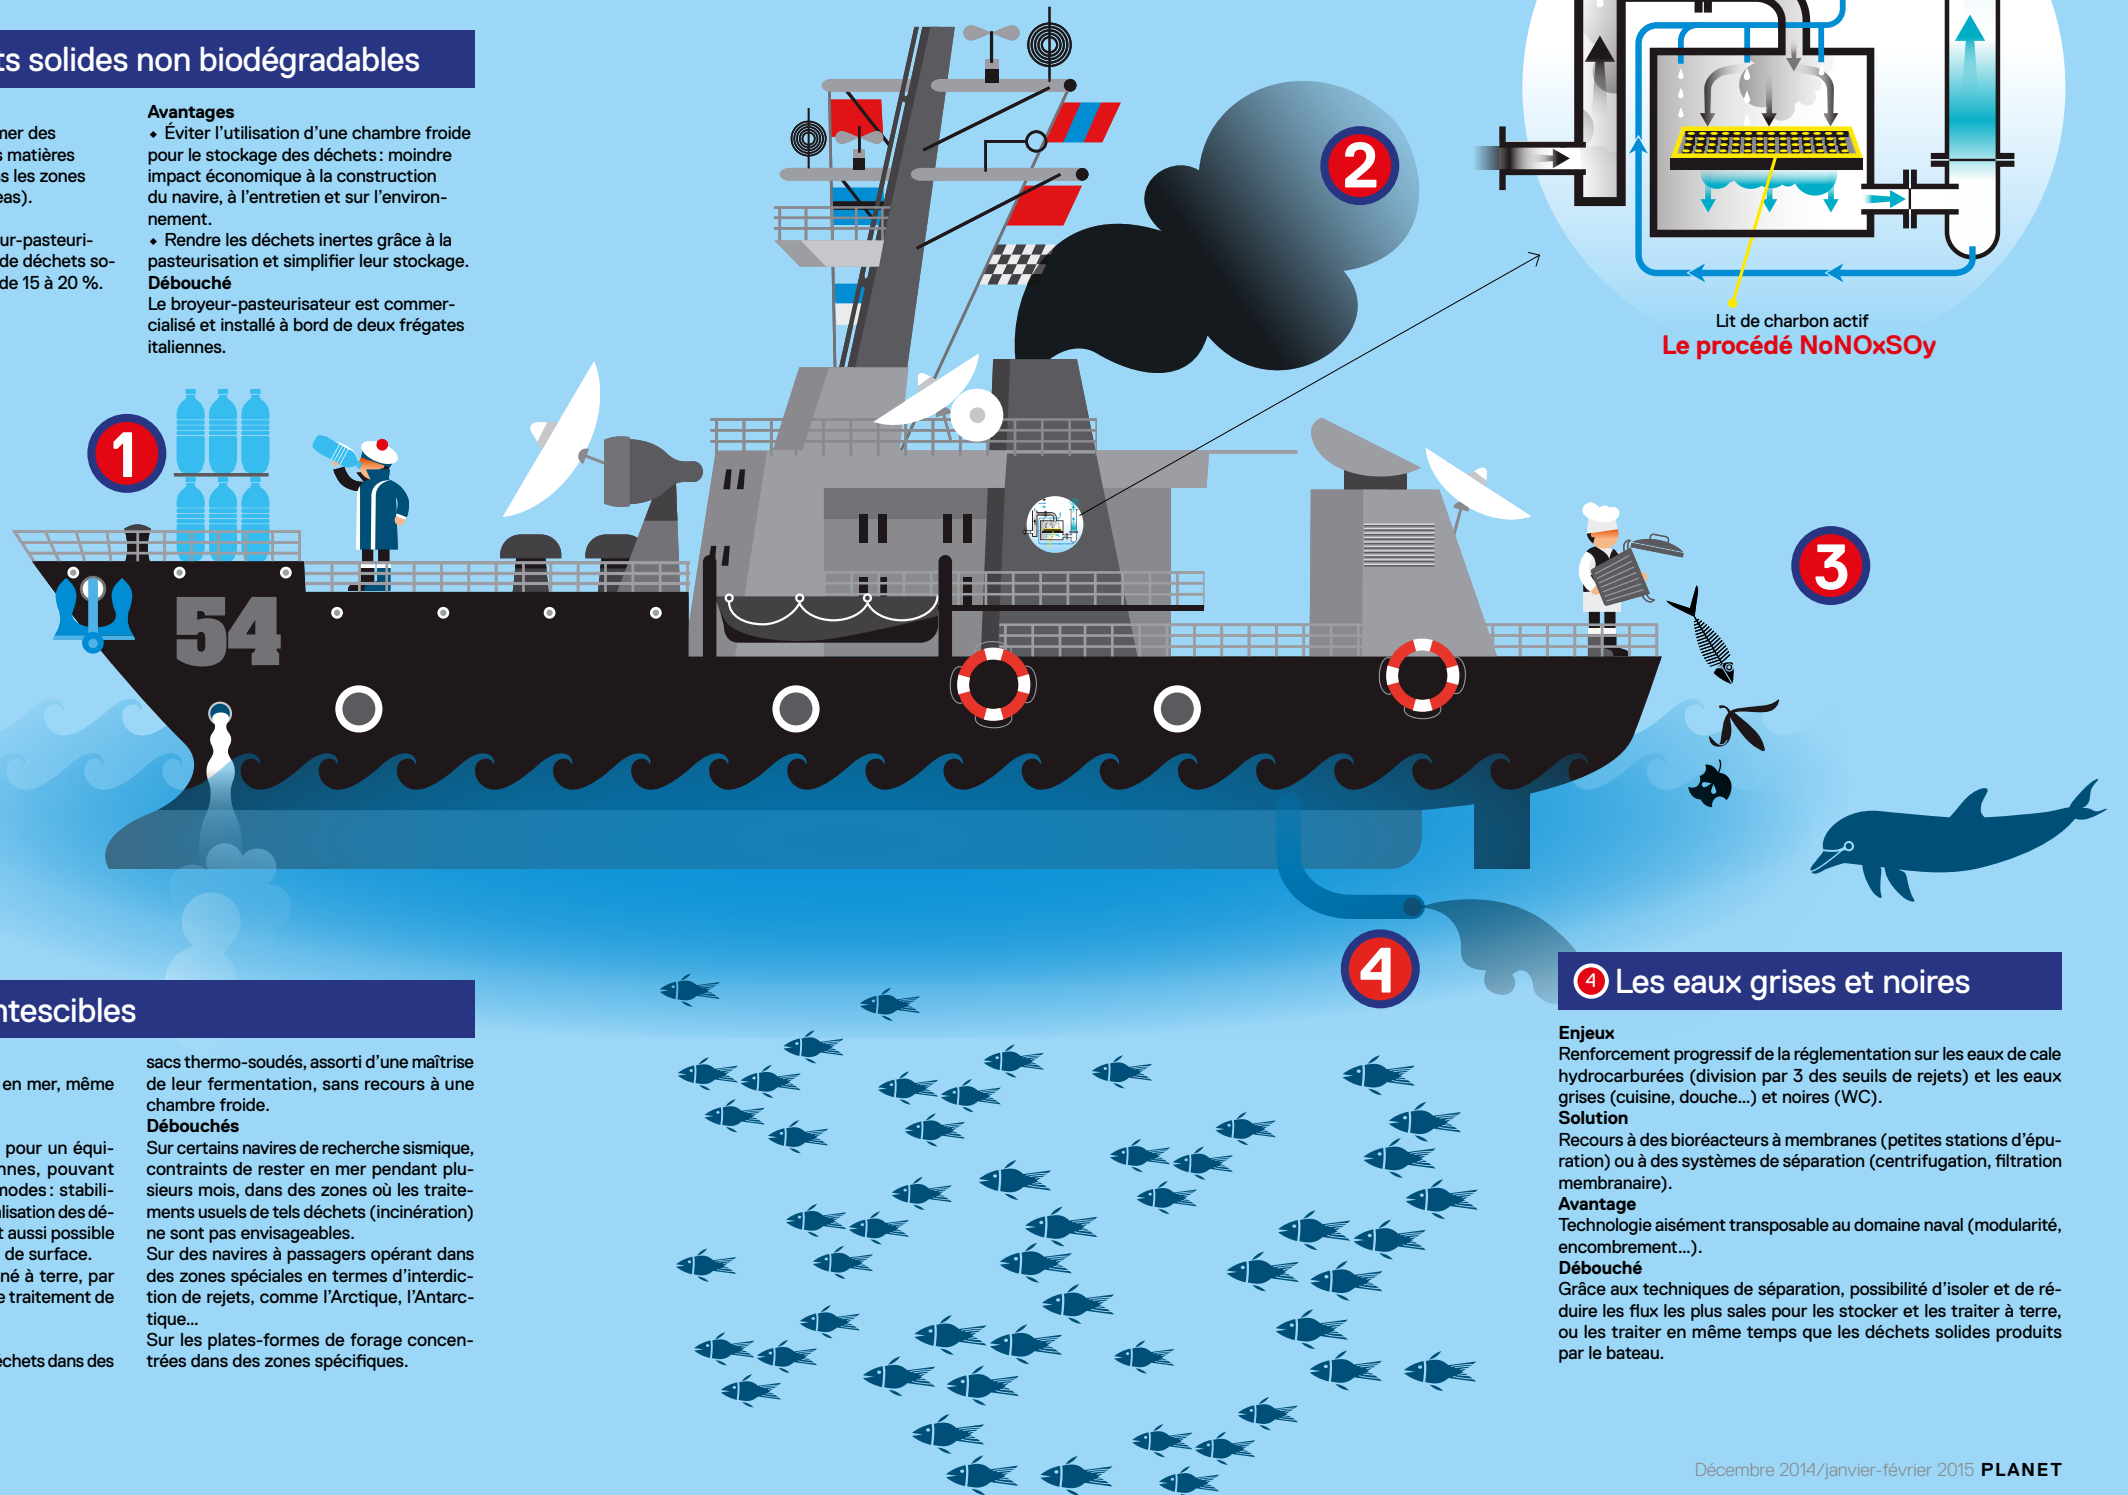 ts solides non biodégradables
mer des
s matières
ns les zones
eas).
ur-pasteuri-
de déchets so-
de 15 à 20 %.
Avantages
⬥ Éviter l’utilisation d’une chambre froide
pour le stockage des déchets : moindre
impact économique à la construction
du navire, à l’entretien et sur l’environ-
nement.
⬥ Rendre les déchets inertes grâce à la
pasteurisation et simplifier leur stockage.
Débouché
Le broyeur-pasteurisateur est commer-
cialisé et installé à bord de deux frégates
italiennes.
2
Lit de charbon actif
Le procédé NoNOxSOy
1
3
54
4
ntescibles
en mer, même
pour un équi-
nnes, pouvant
modes : stabili-
alisation des dé-
t aussi possible
de surface.
né à terre, par
e traitement de
échets dans des
sacs thermo-soudés, assorti d’une maîtrise
de leur fermentation, sans recours à une
chambre froide.
Débouchés
Sur certains navires de recherche sismique,
contraints de rester en mer pendant plu-
sieurs mois, dans des zones où les traite-
ments usuels de tels déchets (incinération)
ne sont pas envisageables.
Sur des navires à passagers opérant dans
des zones spéciales en termes d’interdic-
tion de rejets, comme l’Arctique, l’Antarc-
tique...
Sur les plates-formes de forage concen-
trées dans des zones spécifiques.
4 Les eaux grises et noires
Enjeux
Renforcement progressif de la réglementation sur les eaux de cale
hydrocarburées (division par 3 des seuils de rejets) et les eaux
grises (cuisine, douche...) et noires (WC).
Solution
Recours à des bioréacteurs à membranes (petites stations d’épu-
ration) ou à des systèmes de séparation (centrifugation, filtration
membranaire).
Avantage
Technologie aisément transposable au domaine naval (modularité,
encombrement...).
Débouché
Grâce aux techniques de séparation, possibilité d’isoler et de ré-
duire les flux les plus sales pour les stocker et les traiter à terre,
ou les traiter en même temps que les déchets solides produits
par le bateau.
Décembre 2014/janvier-février 2015 PLANET